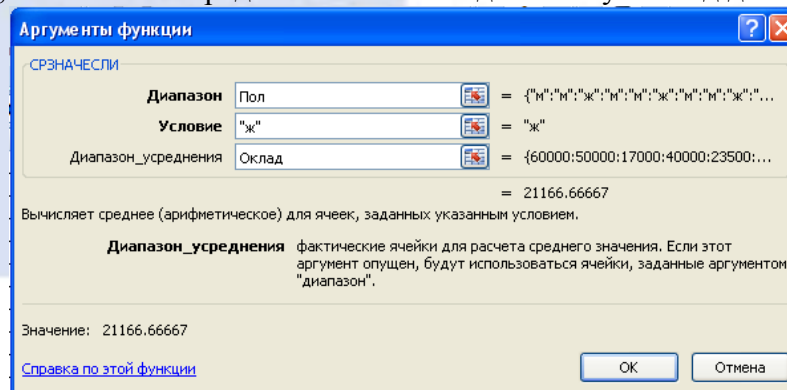 Аргументы функции
СРЗНАЧЕСЛИ
Диапазон Пол = {"м":"м":"ж":"м":"м":"ж":"м":"м":"ж":"...
Условие "ж" = "ж"
Диапазон_усреднения Оклад = {60000:50000:17000:40000:23500:...
= 21166.66667
Вычисляет среднее (арифметическое) для ячеек, заданных указанным условием.
Диапазон_усреднения фактические ячейки для расчета среднего значения. Если этот
аргумент опущен, будут использоваться ячейки, заданные аргументом
"диапазон".
Значение: 21166.66667
Справка по этой функции ОК Отмена